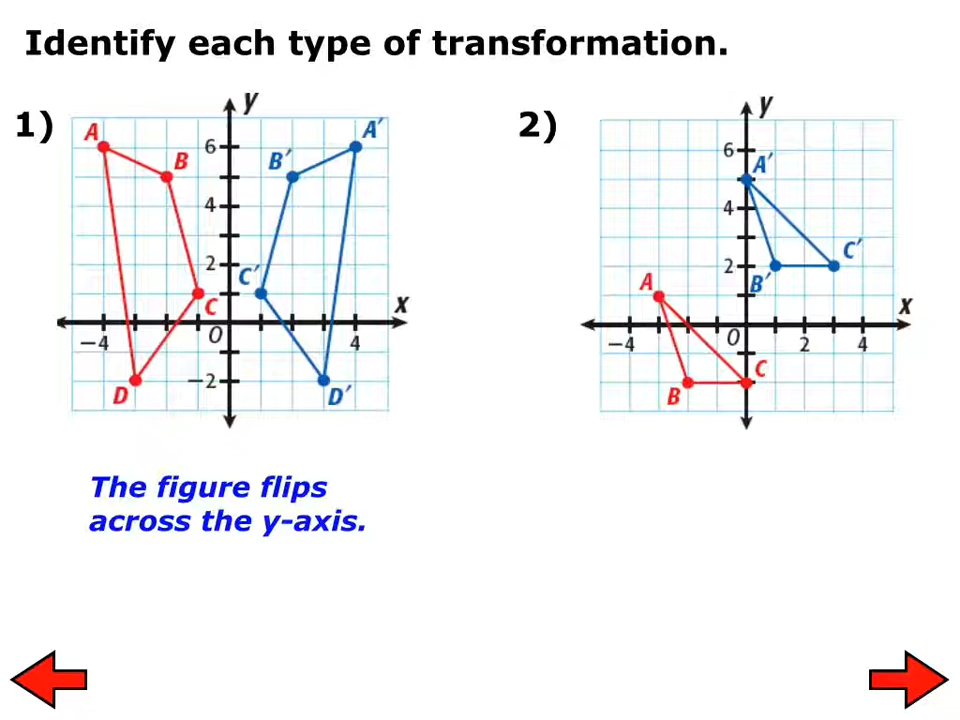 Identify each type of transformation.
1)
y
A
B
B′
A′
6
4
2
C′
C
x
−4
O
4
−2
D
D′
2)
y
6
A′
4
C′
2
B′
A
x
−4
O
2
4
C
B
The figure flips
across the y-axis.